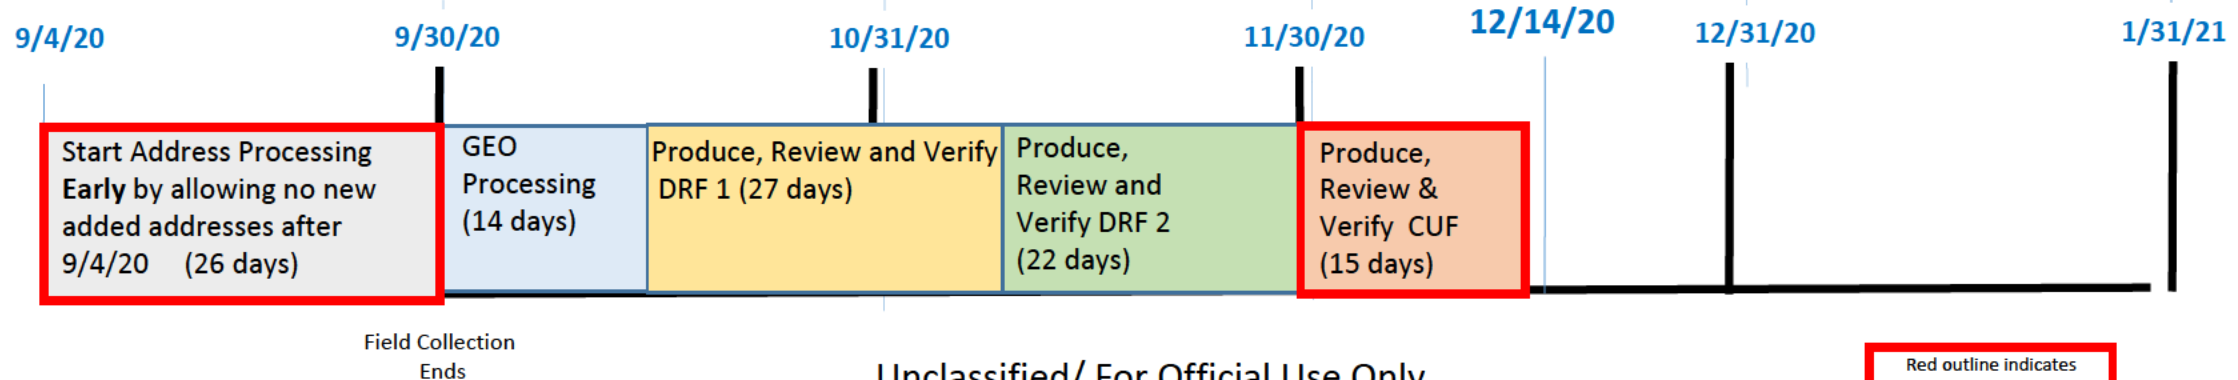 9/4/20
9/30/20
10/31/20
11/30/20
12/14/20
12/31/20
1/31/21
Start Address Processing
Early by allowing no new
added addresses after
9/4/20 (26 days)
GEO
Processing
(14 days)
Produce, Review and Verify
DRF 1 (27 days)
Produce,
Review and
Verify DRF 2
(22 days)
Produce,
Review &
Verify CUF
(15 days)
Field Collection
Ends
Unclassified/ For Official Use Only
Red outline indicates